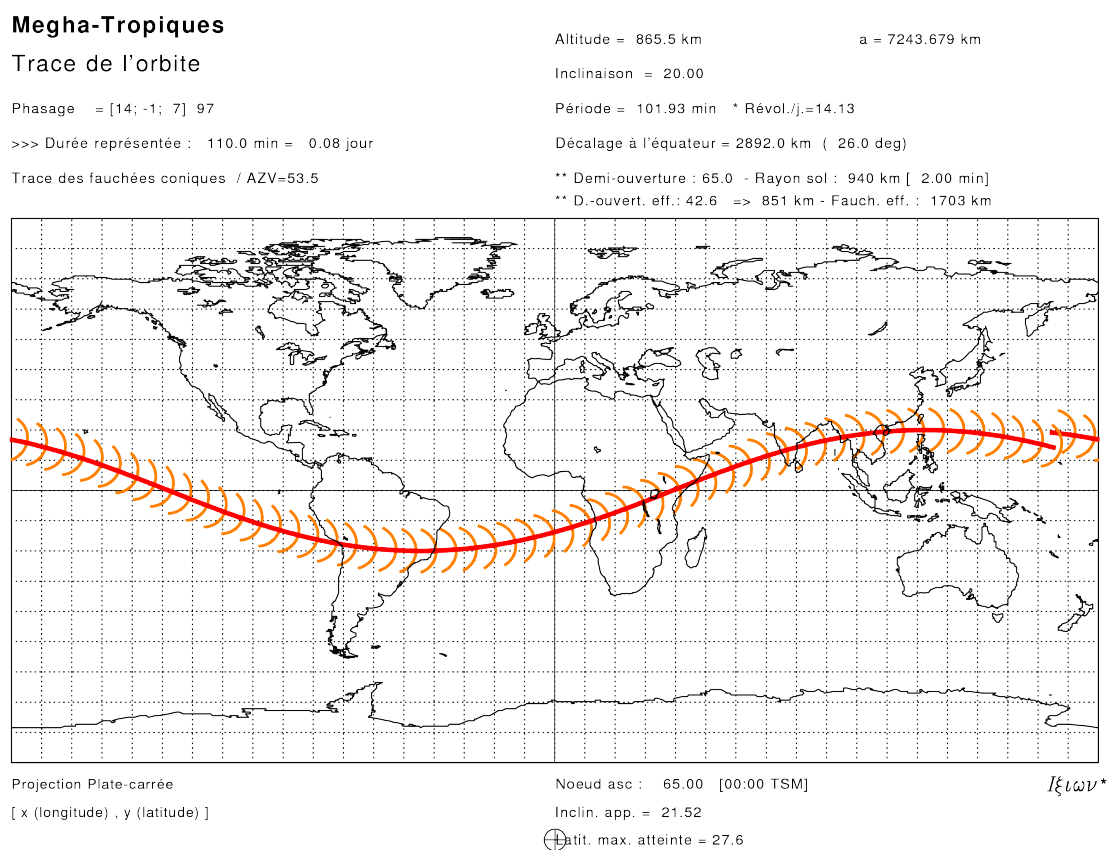 Megha-Tropiques
Trace de l'orbite
Phasage = [14; -1; 7] 97
>>> Durée représentée : 110.0 min = 0.08 jour
Trace des fauchées coniques / AZV=53.5
Altitude = 865.5 km a = 7243.679 km
Inclinaison = 20.00
Période = 101.93 min * Révol./j.=14.13
Décalage à l'équateur = 2892.0 km ( 26.0 deg)
** Demi-ouverture : 65.0 - Rayon sol : 940 km [ 2.00 min]
** D.-ouvert. eff.: 42.6 => 851 km - Fauch. eff. : 1703 km
Projection Plate-carrée
[ x (longitude) , y (latitude) ]
Noeud asc : 65.00 [00:00 TSM]
Inclin. app. = 21.52
Latit. max. atteinte = 27.6
Ιξιων*